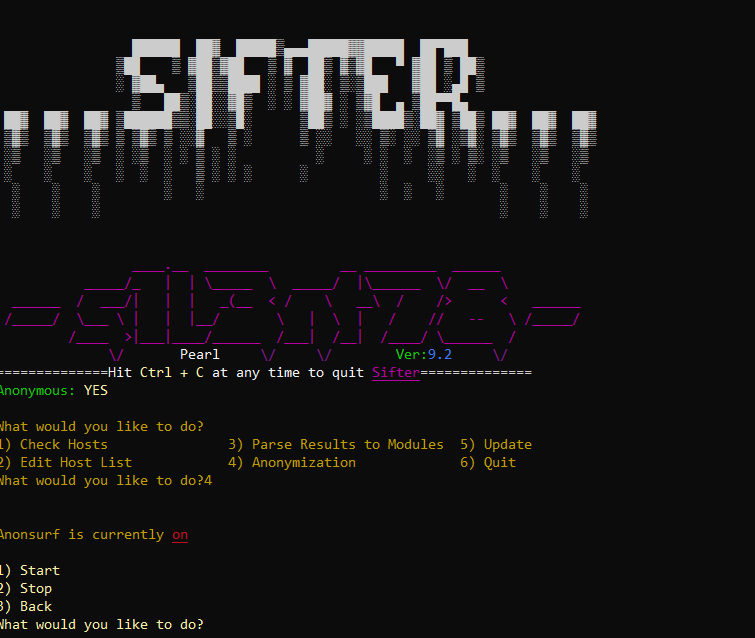 ...SIFTER...
-s13n7a-
Pearl Ver:9.2
==============Hit Ctrl + C at any time to quit Sifter==============
Anonymous: YES
What would you like to do?
1) Check Hosts 3) Parse Results to Modules 5) Update
2) Edit Host List 4) Anonymization 6) Quit
What would you like to do?4
Anonsurf is currently on
1) Start
2) Stop
3) Back
What would you like to do?